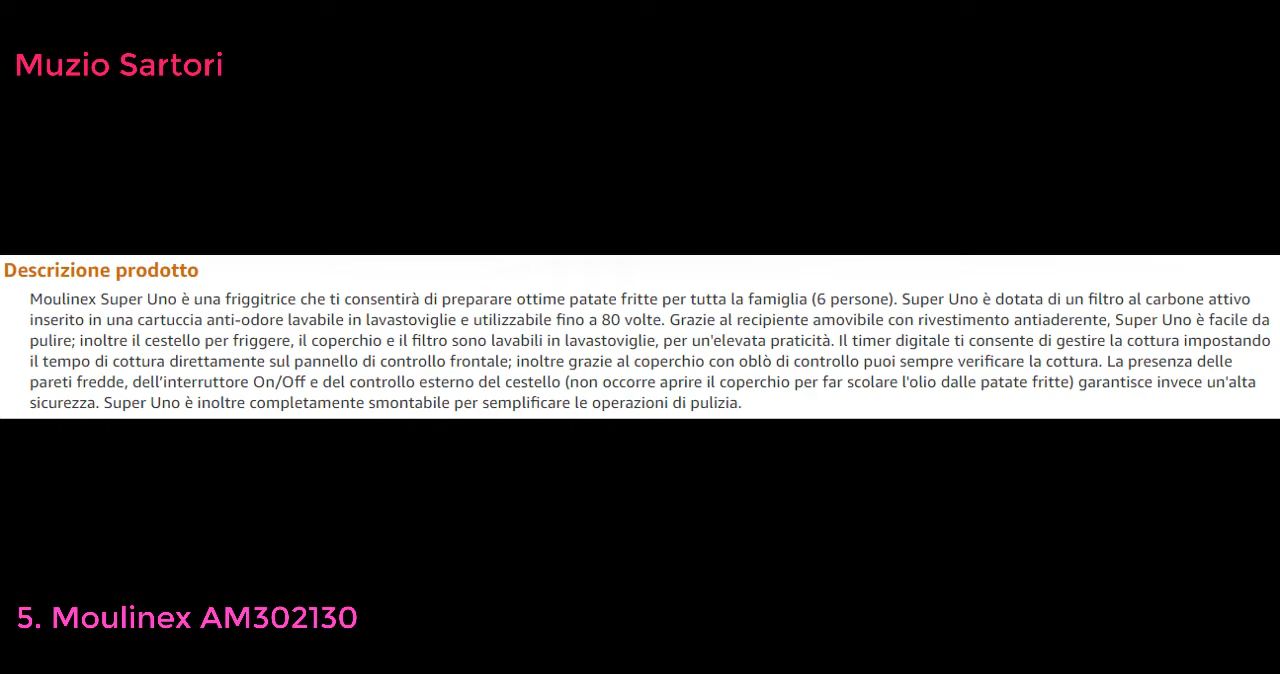 Muzio Sartori
Descrizione prodotto
Moulinex Super Uno è una friggitrice che ti consentirà di preparare ottime patate fritte per tutta la famiglia (6 persone). Super Uno è dotata di un filtro al carbone attivo
inserito in una cartuccia anti-odore lavabile in lavastoviglie e utilizzabile fino a 80 volte. Grazie al recipiente amovibile con rivestimento antiaderente, Super Uno è facile da
pulire; inoltre il cestello per friggere, il coperchio e il filtro sono lavabili in lavastoviglie, per un'elevata praticità. Il timer digitale ti consente di gestire la cottura impostando
il tempo di cottura direttamente sul pannello di controllo frontale; inoltre grazie al coperchio con oblò di controllo puoi sempre verificare la cottura. La presenza delle
pareti fredde, dell’interruttore On/Off e del controllo esterno del cestello (non occorre aprire il coperchio per far scolare l'olio dalle patate fritte) garantisce invece un'alta
sicurezza. Super Uno è inoltre completamente smontabile per semplificare le operazioni di pulizia.
5. Moulinex AM302130